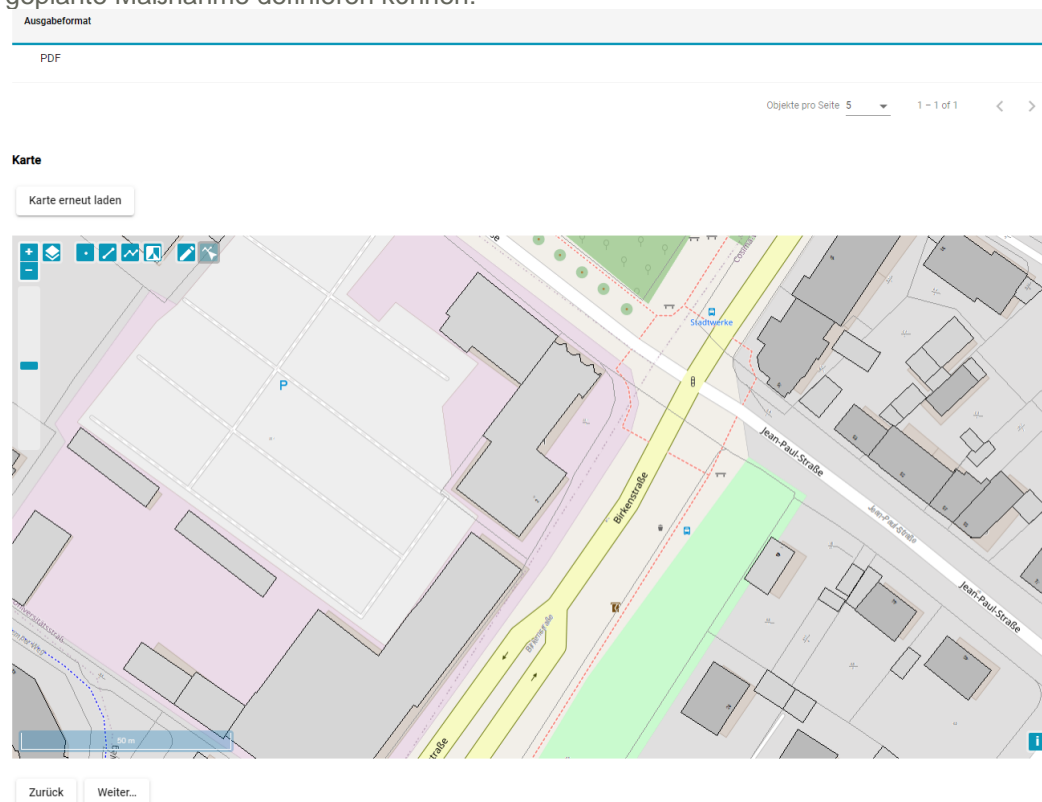 geplante Maßnahme definieren können.
Ausgabeformat
PDF
Objekte pro Seite 5 1 – 1 of 1
Karte
Karte erneut laden
+
−
P
Stadtwerke
Jean-Paul-Straße
Birkenstraße
Jean-Paul-Straße
Jean-Paul-Straße
Birkenstraße
50 m
i
Zurück Weiter...